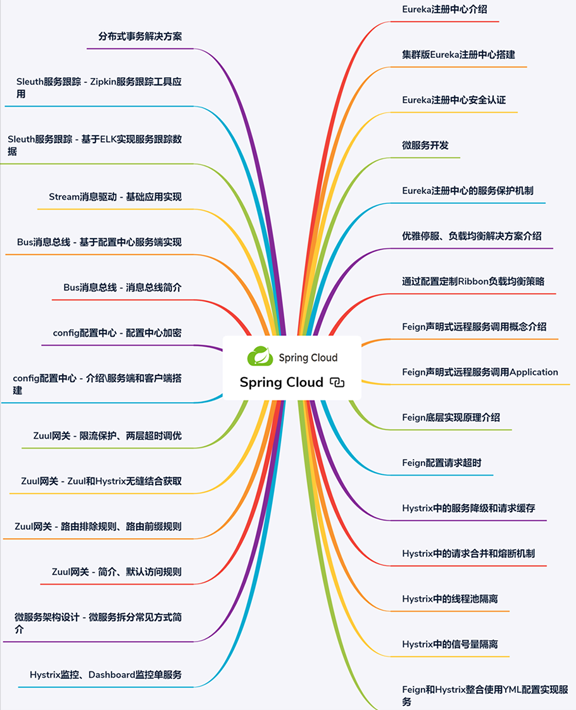 Spring Cloud
Spring Cloud
Eureka注册中心介绍
集群版Eureka注册中心搭建
Eureka注册中心安全认证
微服务开发
Eureka注册中心的服务保护机制
优雅停服、负载均衡解决方案介绍
通过配置定制Ribbon负载均衡策略
Feign声明式远程服务调用概念介绍
Feign声明式远程服务调用Application
Feign底层实现原理介绍
Feign配置请求超时
Hystrix中的服务降级和请求缓存
Hystrix中的请求合并和熔断机制
Hystrix中的线程池隔离
Hystrix中的信号量隔离
Feign和Hystrix整合使用YML配置实现服
务
分布式事务解决方案
Sleuth服务跟踪 - Zipkin服务跟踪工具应
用
Sleuth服务跟踪 - 基于ELK实现服务跟踪数
据
Stream消息驱动 - 基础应用实现
Bus消息总线 - 基于配置中心服务端实现
Bus消息总线 - 消息总线简介
config配置中心 - 配置中心加密
config配置中心 - 介绍\服务端和客户端搭
建
Zuul网关 - 限流保护、两层超时调优
Zuul网关 - Zuul和Hystrix无缝结合获取
Zuul网关 - 路由排除规则、路由前缀规则
Zuul网关 - 简介、默认访问规则
微服务架构设计 - 微服务拆分常见方式简
介
Hystrix监控、Dashboard监控单服务